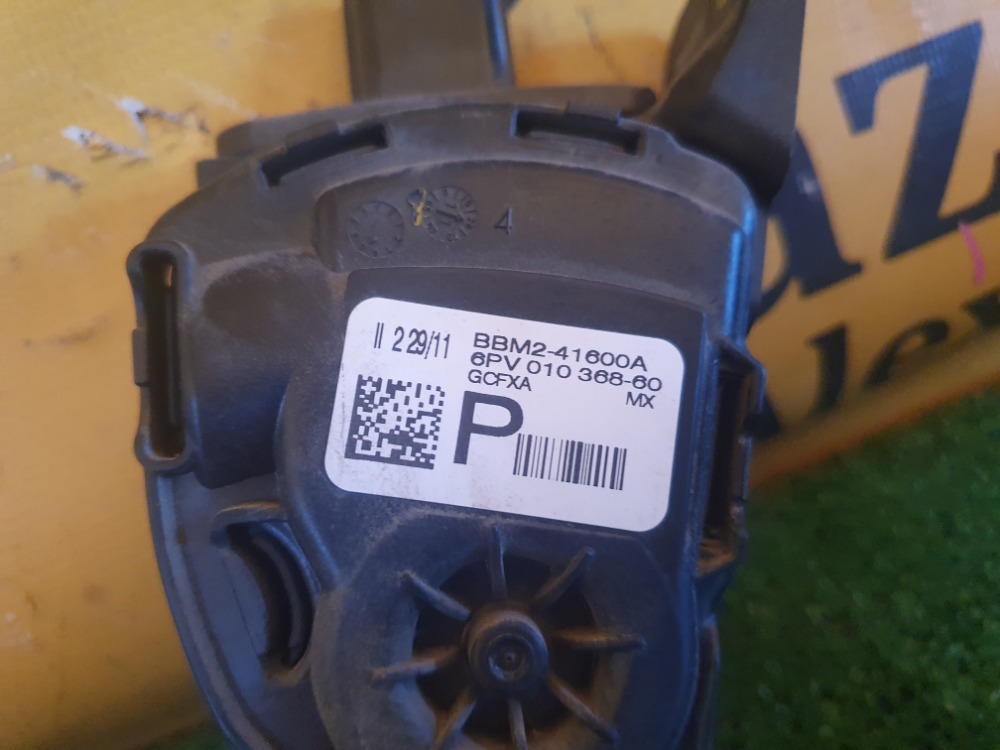 4
II 2 29/11
BBM2-41600A
6PV 010 368-60
GCFXA
MX
P